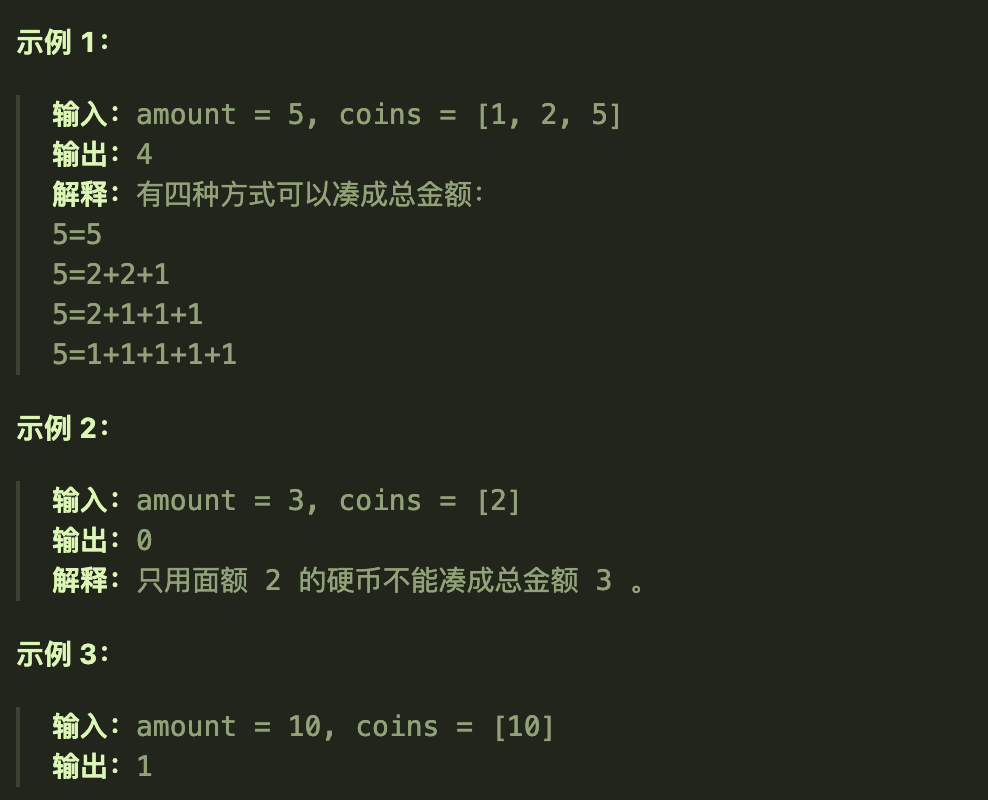 示例 1：
输入：amount = 5, coins = [1, 2, 5]
输出：4
解释：有四种方式可以凑成总金额：
5=5
5=2+2+1
5=2+1+1+1
5=1+1+1+1+1
示例 2：
输入：amount = 3, coins = [2]
输出：0
解释：只用面额 2 的硬币不能凑成总金额 3 。
示例 3：
输入：amount = 10, coins = [10]
输出：1